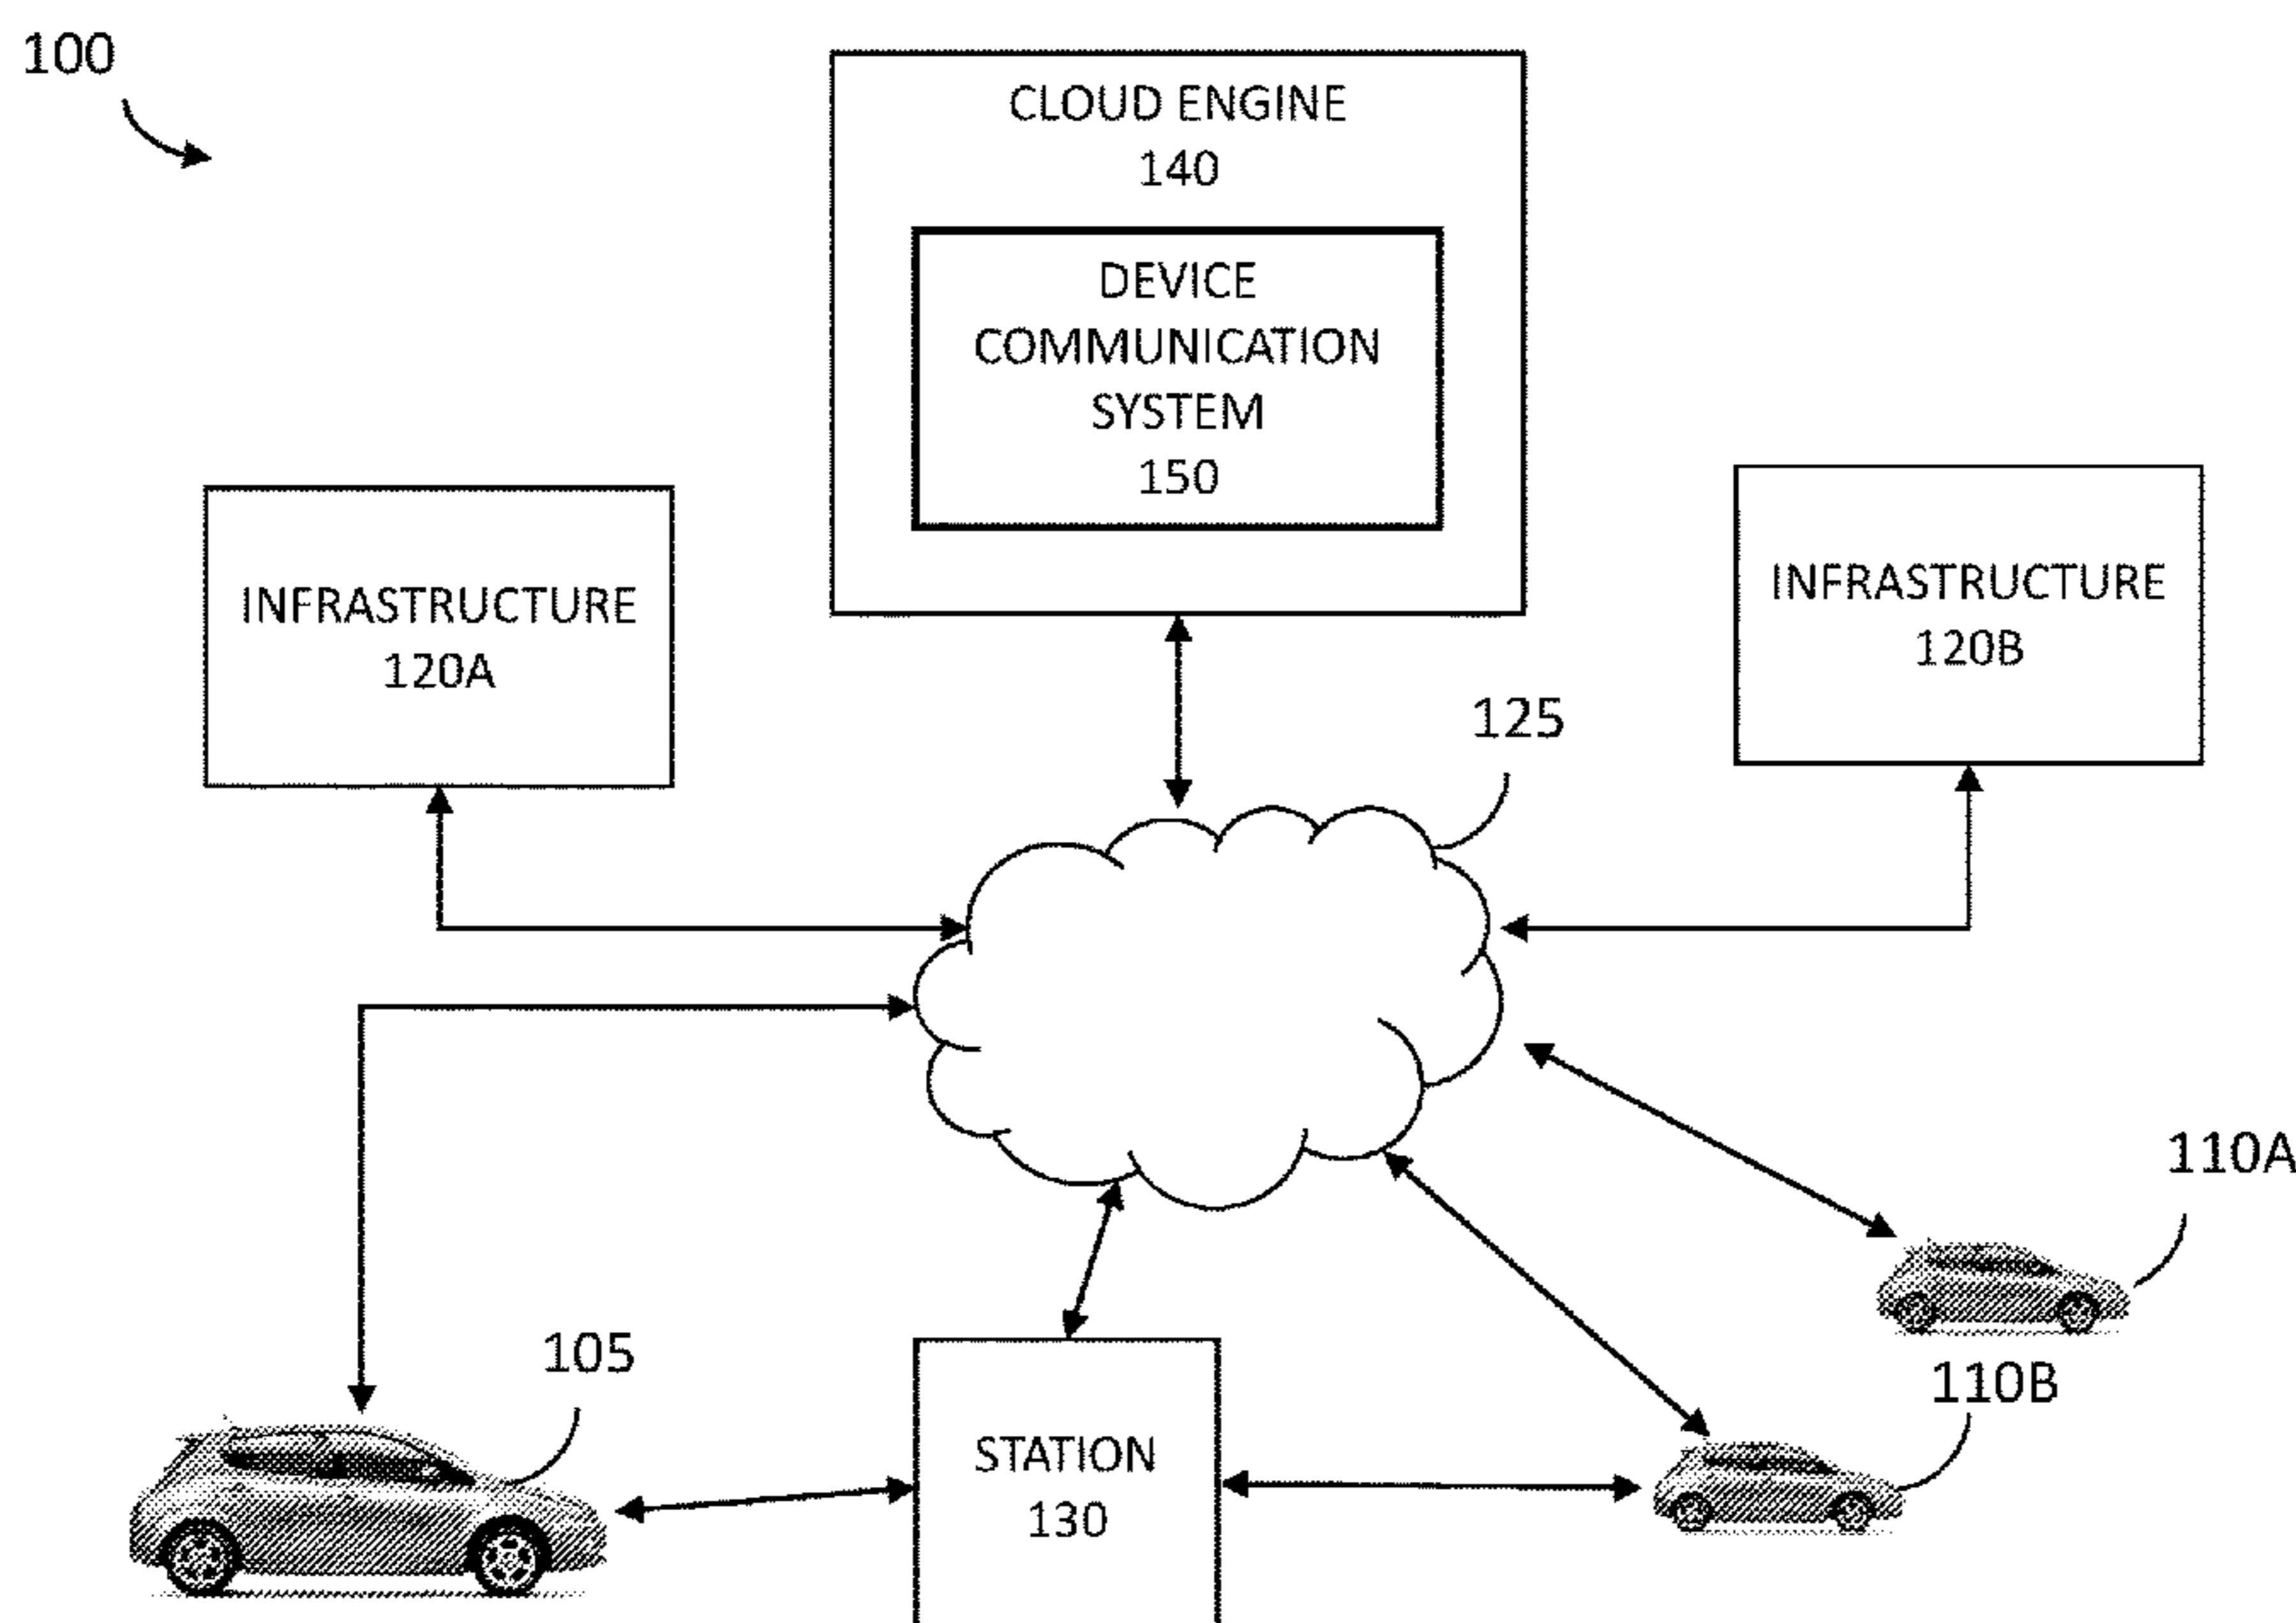 100
CLOUD ENGINE
140
DEVICE
COMMUNICATION
SYSTEM
150
INFRASTRUCTURE
120A
INFRASTRUCTURE
120B
125
110A
105
110B
STATION
130